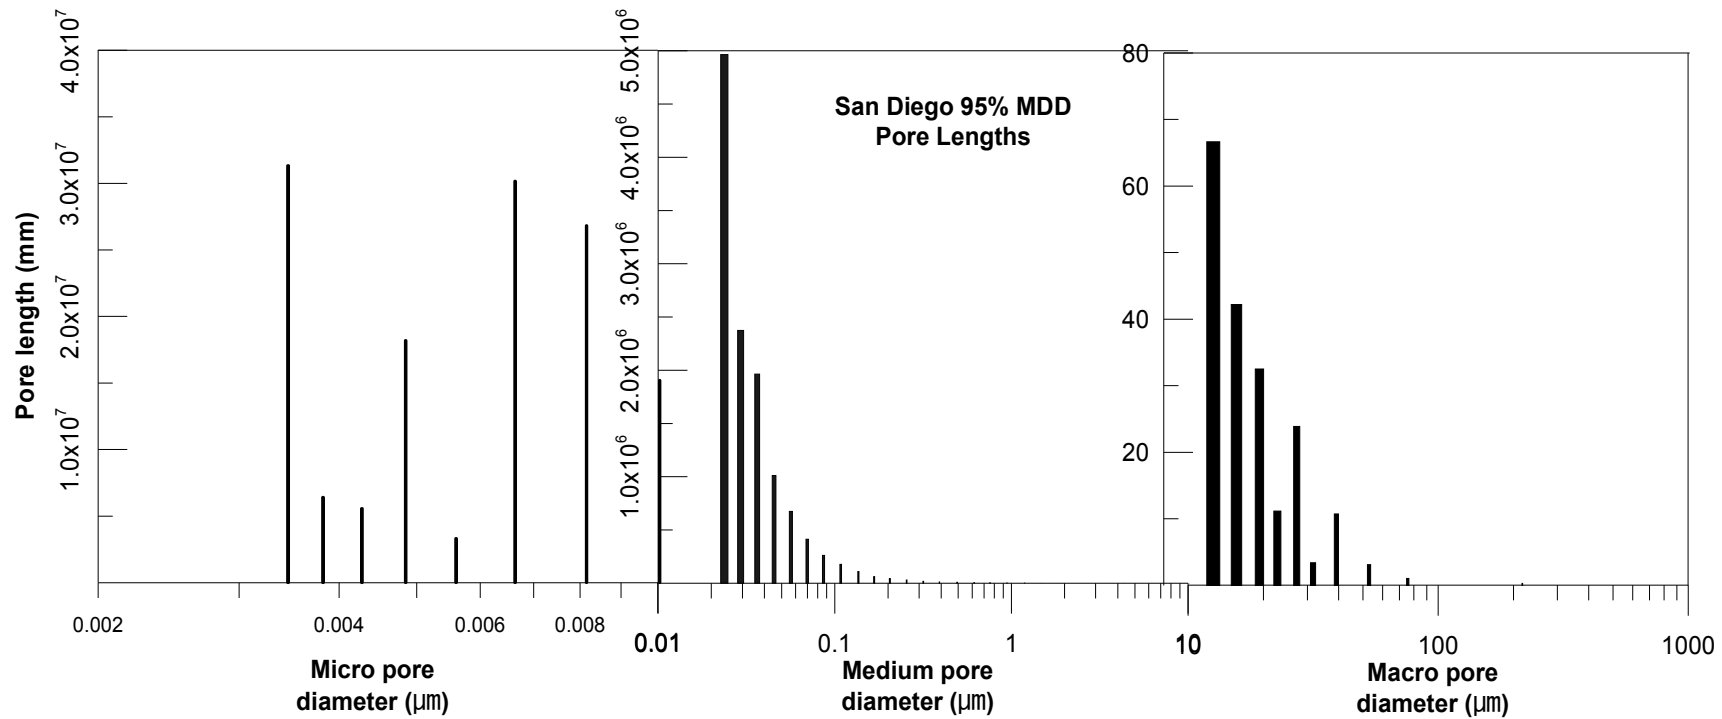 4.0x10⁷
3.0x10⁷
2.0x10⁷
1.0x10⁷
Pore length (mm)
0.002
0.004
0.006
0.008
Micro pore
diameter (µm)
5.0x10⁶
4.0x10⁶
3.0x10⁶
2.0x10⁶
1.0x10⁶
San Diego 95% MDD
Pore Lengths
0.01
0.1
1
10
Medium pore
diameter (µm)
80
60
40
20
10
100
1000
Macro pore
diameter (µm)